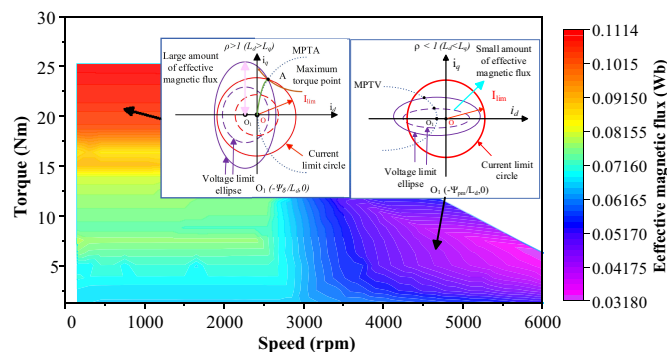 Torque (Nm)
30
25
20
15
10
5
0
1000
2000
3000
4000
5000
6000
Speed (rpm)
ρ>1 (Ld>Lq)
Large amount
of effective
magnetic flux
iq
MPTA
Maximum
torque point
A
Ilim
id
O1
O
Current
limit circle
Voltage limit
ellipse
O1 (-Ψδ/Ld,0)
ρ < 1 (Ld<Lq)
iq
Small amount
of effective
magnetic flux
MPTV
Ilim
id
O1
O
Voltage limit
ellipse
Current limit
circle
O1 (-Ψpm/Ld,0)
0.1114
0.1015
0.09150
0.08155
0.07160
0.06165
0.05170
0.04175
0.03180
Eeffective magnetic flux (Wb)